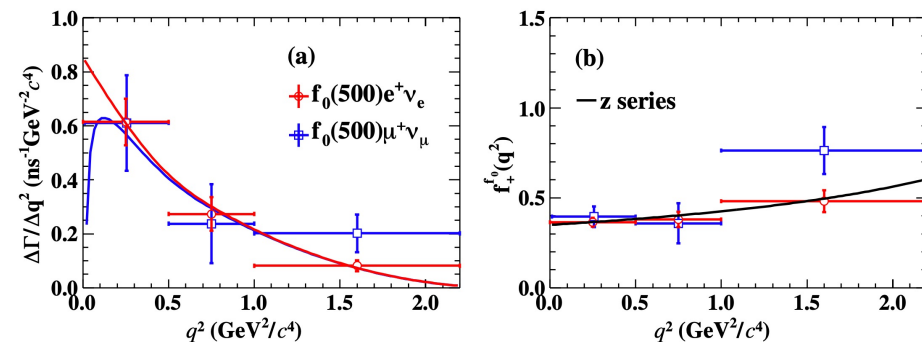 ΔΓ/Δq² (ns⁻¹GeV⁻²c⁴)
1.0
0.8
0.6
0.4
0.2
0.0
(a)
f₀(500)e⁺νₑ
f₀(500)μ⁺ν_μ
0.0 0.5 1.0 1.5 2.0
q² (GeV²/c⁴)
f₊^{f₀}(q²)
1.5
1.0
0.5
0.0
(b)
z series
0.0 0.5 1.0 1.5 2.0
q² (GeV²/c⁴)